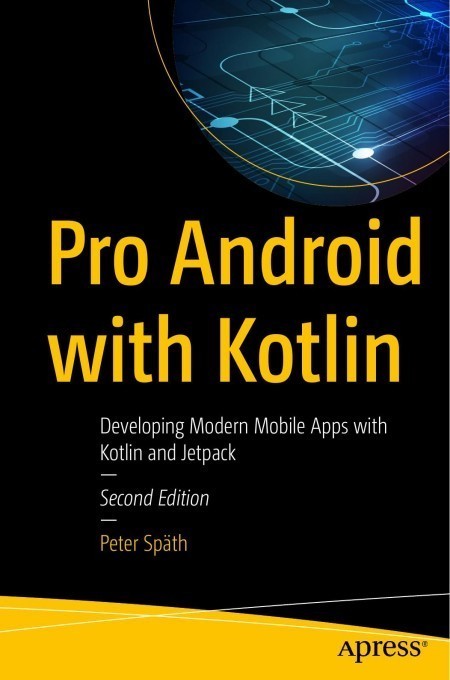 Pro Android
with Kotlin
Developing Modern Mobile Apps with
Kotlin and Jetpack
—
Second Edition
—
Peter Späth
Apress®